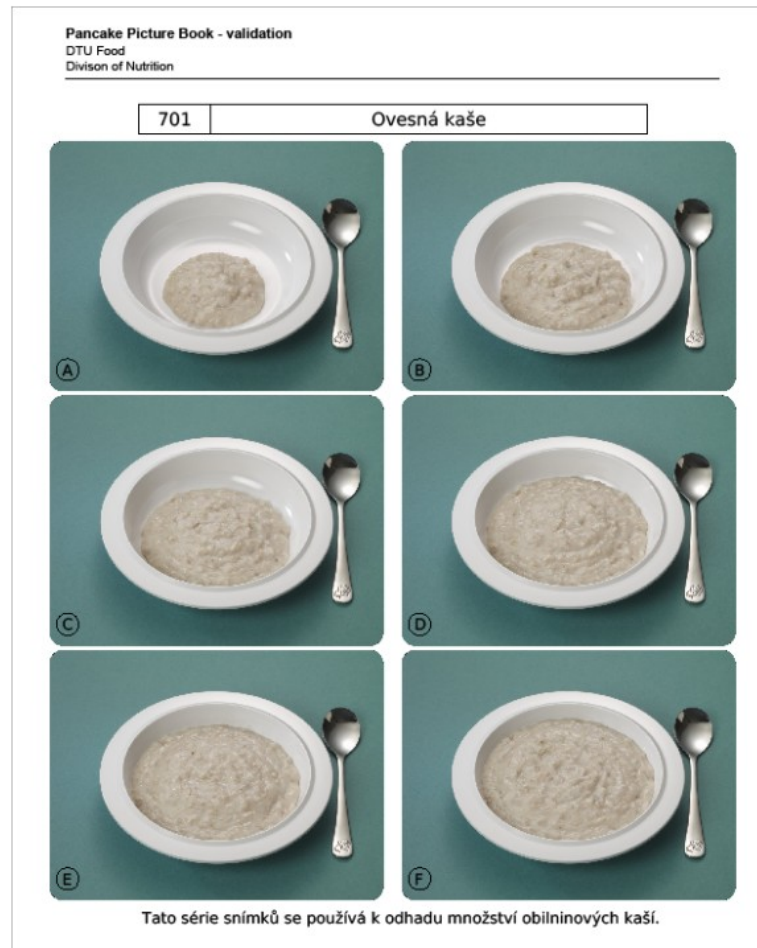 Pancake Picture Book - validation
DTU Food
Divison of Nutrition
701 Ovesná kaše
A B
C D
E F
Tato série snímků se používá k odhadu množství obilninových kaší.